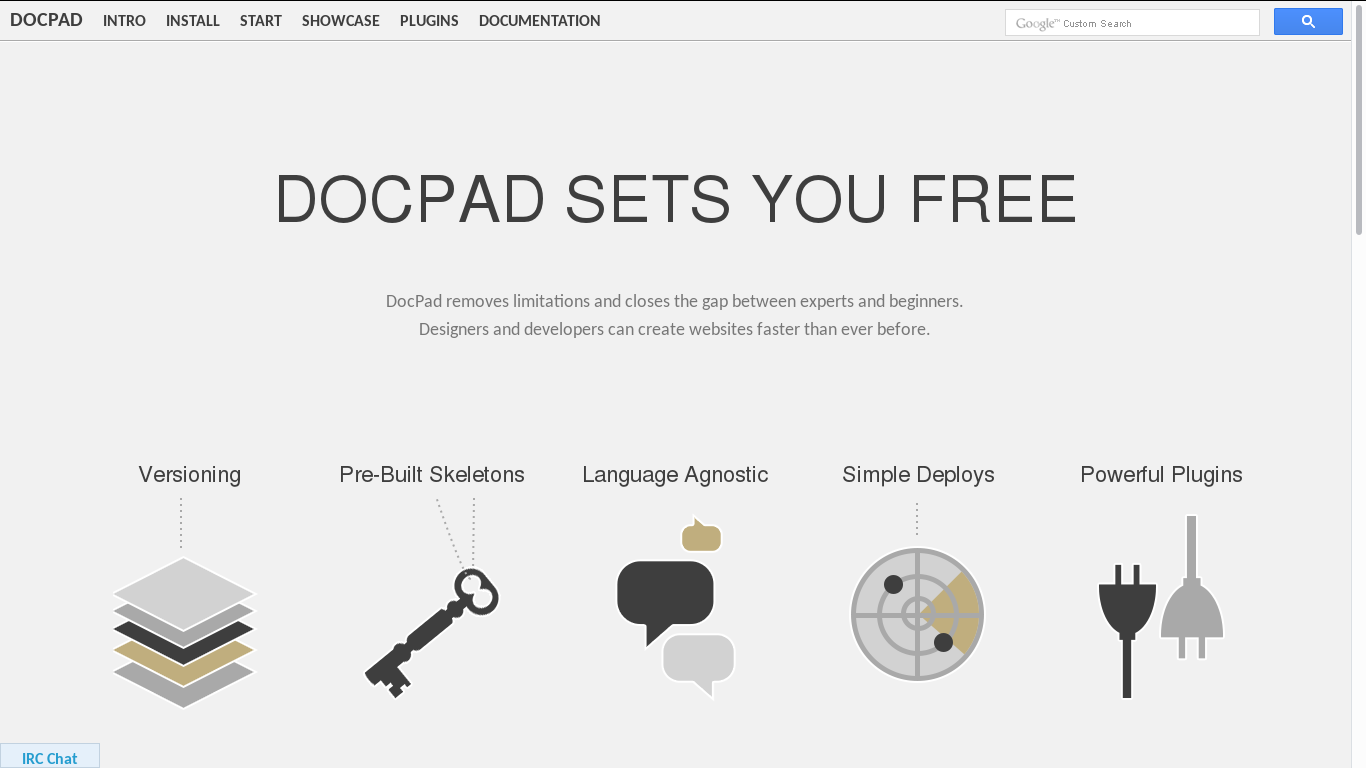 DOCPAD INTRO INSTALL START SHOWCASE PLUGINS DOCUMENTATION
Google™ Custom Search
DOCPAD SETS YOU FREE
DocPad removes limitations and closes the gap between experts and beginners.
Designers and developers can create websites faster than ever before.
Versioning
Pre-Built Skeletons
Language Agnostic
Simple Deploys
Powerful Plugins
IRC Chat